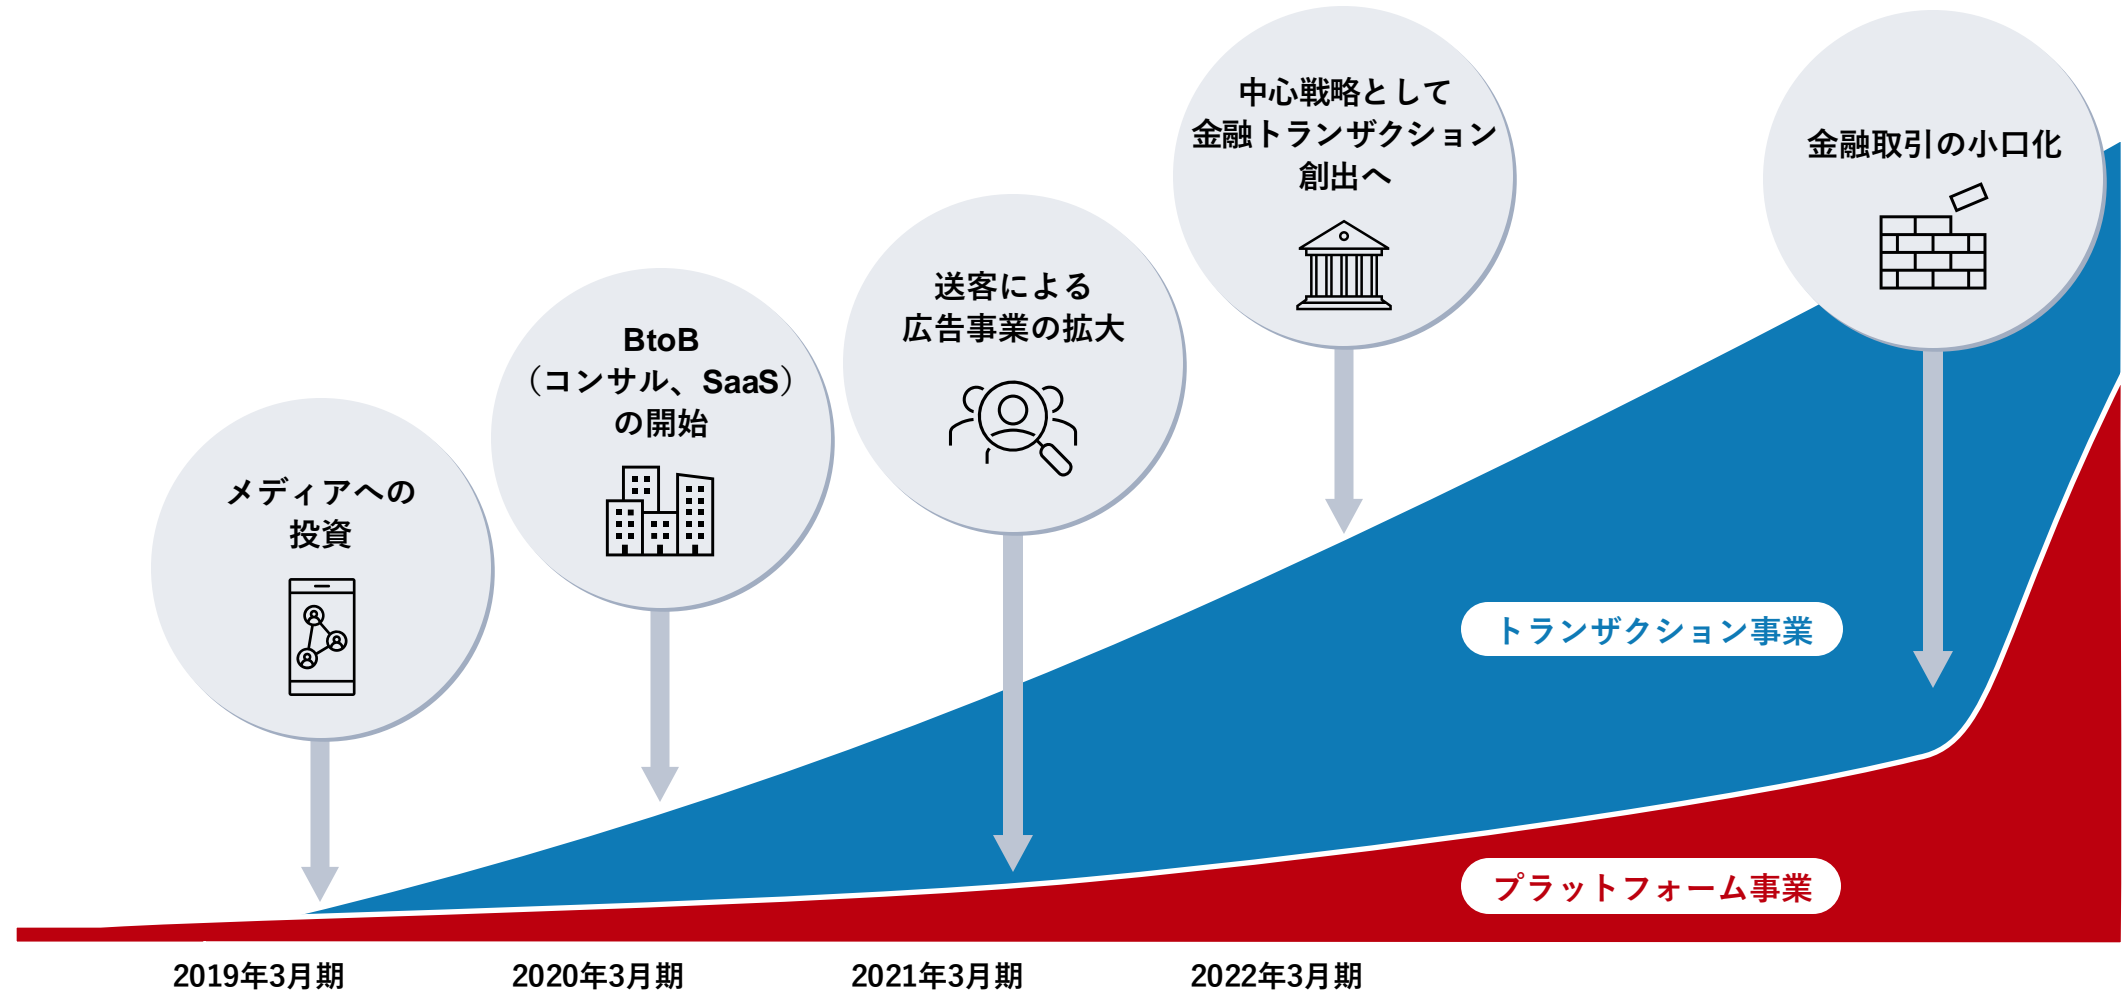 メディアへの
投資
BtoB
（コンサル、SaaS）
の開始
送客による
広告事業の拡大
中心戦略として
金融トランザクション
創出へ
金融取引の小口化
トランザクション事業
プラットフォーム事業
2019年3月期
2020年3月期
2021年3月期
2022年3月期